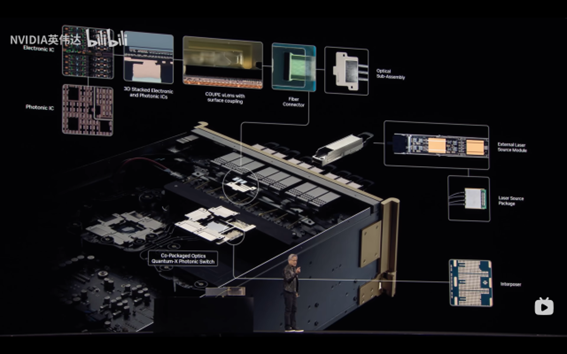 NVIDIA英伟达 bilibili
Electronic IC
Photonic IC
3D Stacked Electronic
and Photonic ICs
COUPE uLens with
surface coupling
Fiber
Connector
Optical
Sub-Assembly
External Laser
Source Module
Laser Source
Package
Co-Packaged Optics
Quantum-X Photonic Switch
Interposer